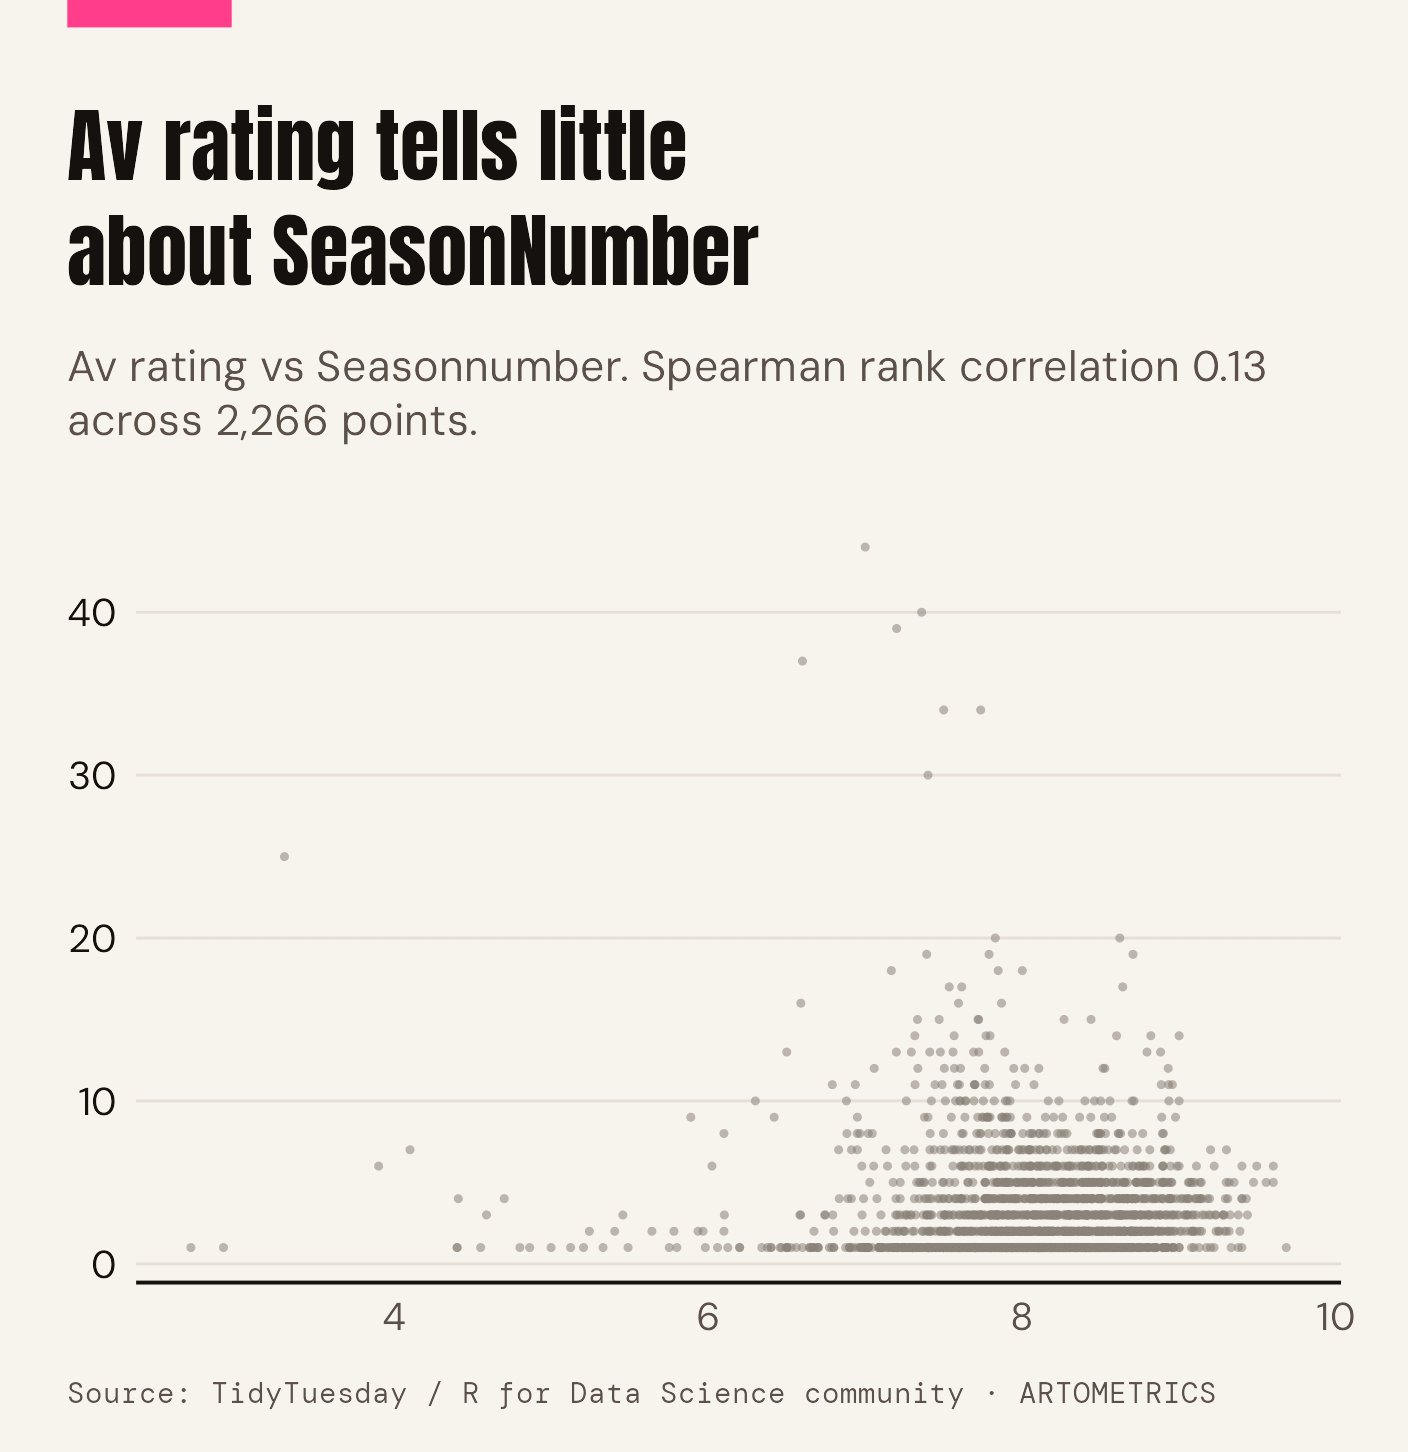 Av rating tells little
about SeasonNumber
Av rating vs Seasonnumber. Spearman rank correlation 0.13
across 2,266 points.
40
30
20
10
0
4 6 8 10
Source: TidyTuesday / R for Data Science community · ARTOMETRICS